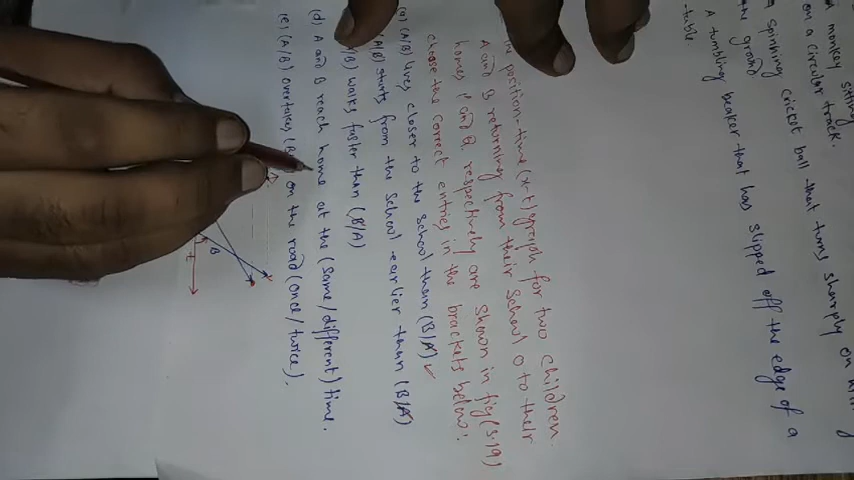 monkey sitting
on a circular track.
spinning cricket ball that turns sharply on
the ground
A tumbling beaker that has slipped off the edge of a
table.
The position-time (x-t) graph for two children
A and B returning from their School O to their
homes P and Q respectively are shown in fig (3.19)
chose the correct entries in the brackets below:
(a) (A/B) lives closer to the school than (B/A) ✓
(A/B) starts from the school earlier than (B/A)
(A/B) walks faster than (B/A)
(d) A and B reach home at the (same/different) time.
(e) (A/B) overtakes on the road (once/twice).
B
t